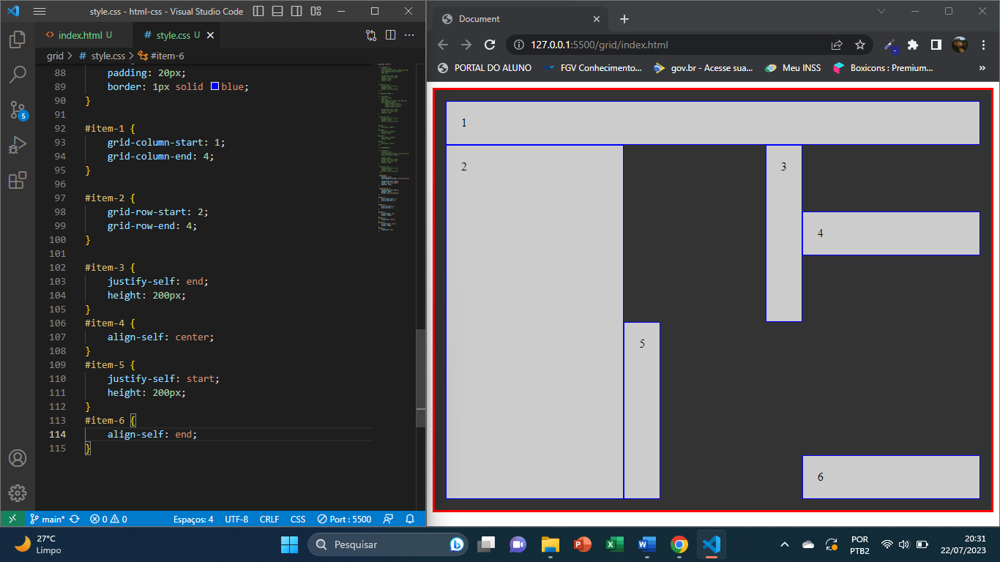 style.css - html-css - Visual Studio Code
index.html U
# style.css U
grid > # style.css > #item-6
88 padding: 20px;
89 border: 1px solid blue;
90 }
91
92 #item-1 {
93 grid-column-start: 1;
94 grid-column-end: 4;
95 }
96
97 #item-2 {
98 grid-row-start: 2;
99 grid-row-end: 4;
100 }
101
102 #item-3 {
103 justify-self: end;
104 height: 200px;
105 }
106 #item-4 {
107 align-self: center;
108 }
109 #item-5 {
110 justify-self: start;
111 height: 200px;
112 }
113 #item-6 {
114 align-self: end;
115 }
5
main*
0 0
Espaços: 4
UTF-8
CRLF
CSS
Port : 5500
Document
127.0.0.1:5500/grid/index.html
PORTAL DO ALUNO
FGV Conhecimento...
gov.br - Acesse sua...
Meu INSS
Boxicons : Premium...
»
1
2
3
4
5
6
27°C
Limpo
Pesquisar
POR
PTB2
20:31
22/07/2023